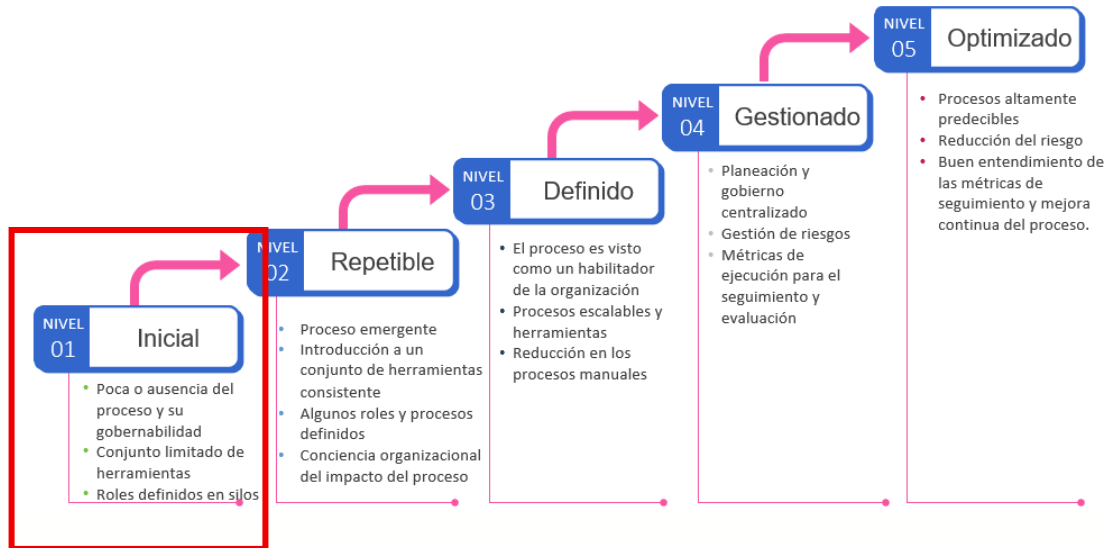 NIVEL
01
Inicial
• Poca o ausencia del
proceso y su
gobernabilidad
• Conjunto limitado de
herramientas
• Roles definidos en silos
NIVEL
02
Repetible
• Proceso emergente
• Introducción a un
conjunto de herramientas
consistente
• Algunos roles y procesos
definidos
• Conciencia organizacional
del impacto del proceso
NIVEL
03
Definido
• El proceso es visto
como un habilitador
de la organización
• Procesos escalables y
herramientas
• Reducción en los
procesos manuales
NIVEL
04
Gestionado
• Planeación y
gobierno
centralizado
• Gestión de riesgos
• Métricas de
ejecución para el
seguimiento y
evaluación
NIVEL
05
Optimizado
• Procesos altamente
predecibles
• Reducción del riesgo
• Buen entendimiento de
las métricas de
seguimiento y mejora
continua del proceso.